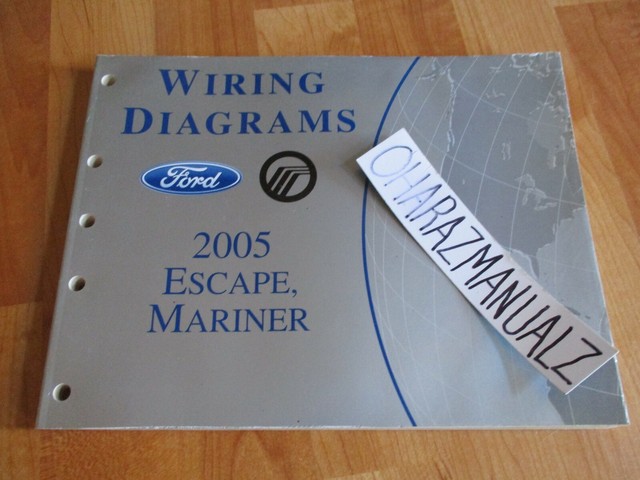 WIRING
DIAGRAMS
Ford
2005
ESCAPE,
MARINER
OHARAZMANUALZ